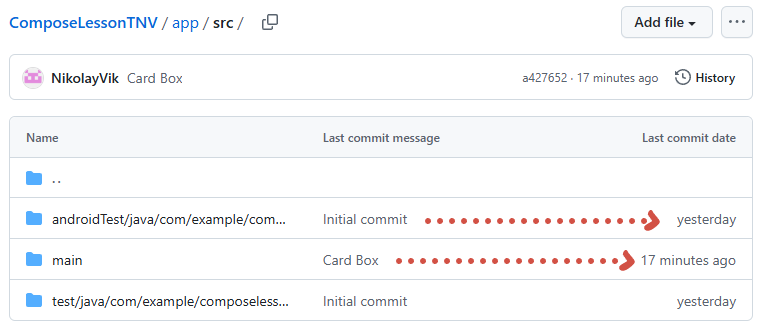 ComposeLessonTNV / app / src /
Add file
NikolayVik Card Box a427652 · 17 minutes ago History
Name Last commit message Last commit date
..
androidTest/java/com/example/com... Initial commit yesterday
main Card Box 17 minutes ago
test/java/com/example/composeless... Initial commit yesterday